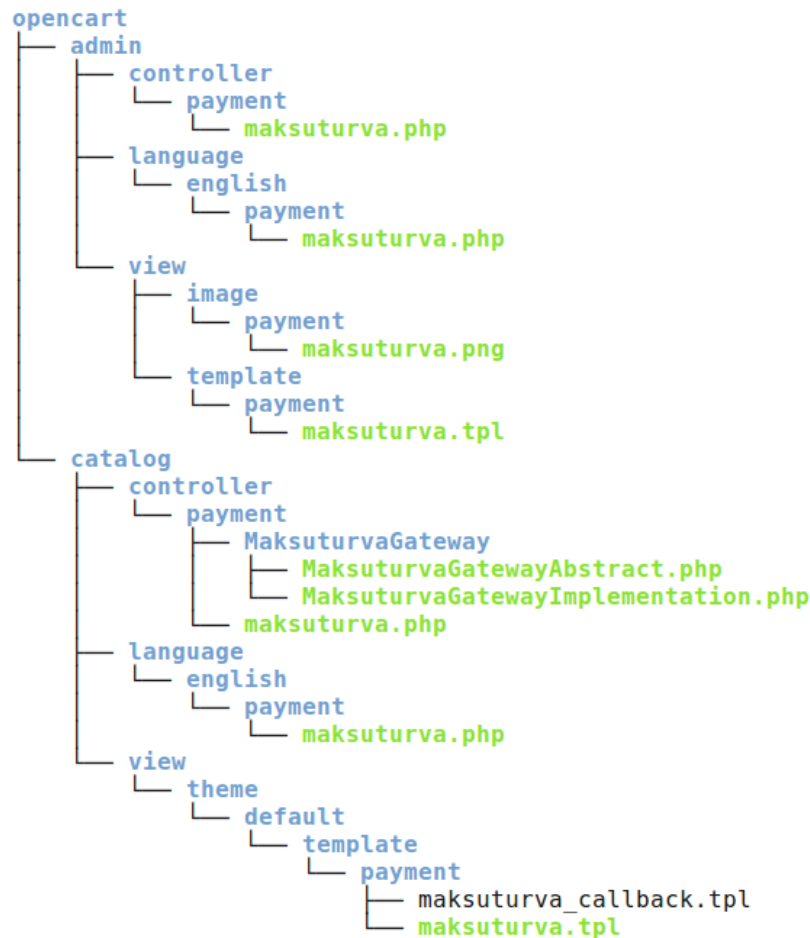 opencart
├── admin
│   ├── controller
│   │   └── payment
│   │       └── maksuturva.php
│   ├── language
│   │   └── english
│   │       └── payment
│   │           └── maksuturva.php
│   └── view
│       ├── image
│       │   └── payment
│       │       └── maksuturva.png
│       └── template
│           └── payment
│               └── maksuturva.tpl
└── catalog
    ├── controller
    │   └── payment
    │       ├── MaksuturvaGateway
    │       │   ├── MaksuturvaGatewayAbstract.php
    │       │   └── MaksuturvaGatewayImplementation.php
    │       └── maksuturva.php
    ├── language
    │   └── english
    │       └── payment
    │           └── maksuturva.php
    └── view
        └── theme
            └── default
                └── template
                    └── payment
                        ├── maksuturva_callback.tpl
                        └── maksuturva.tpl